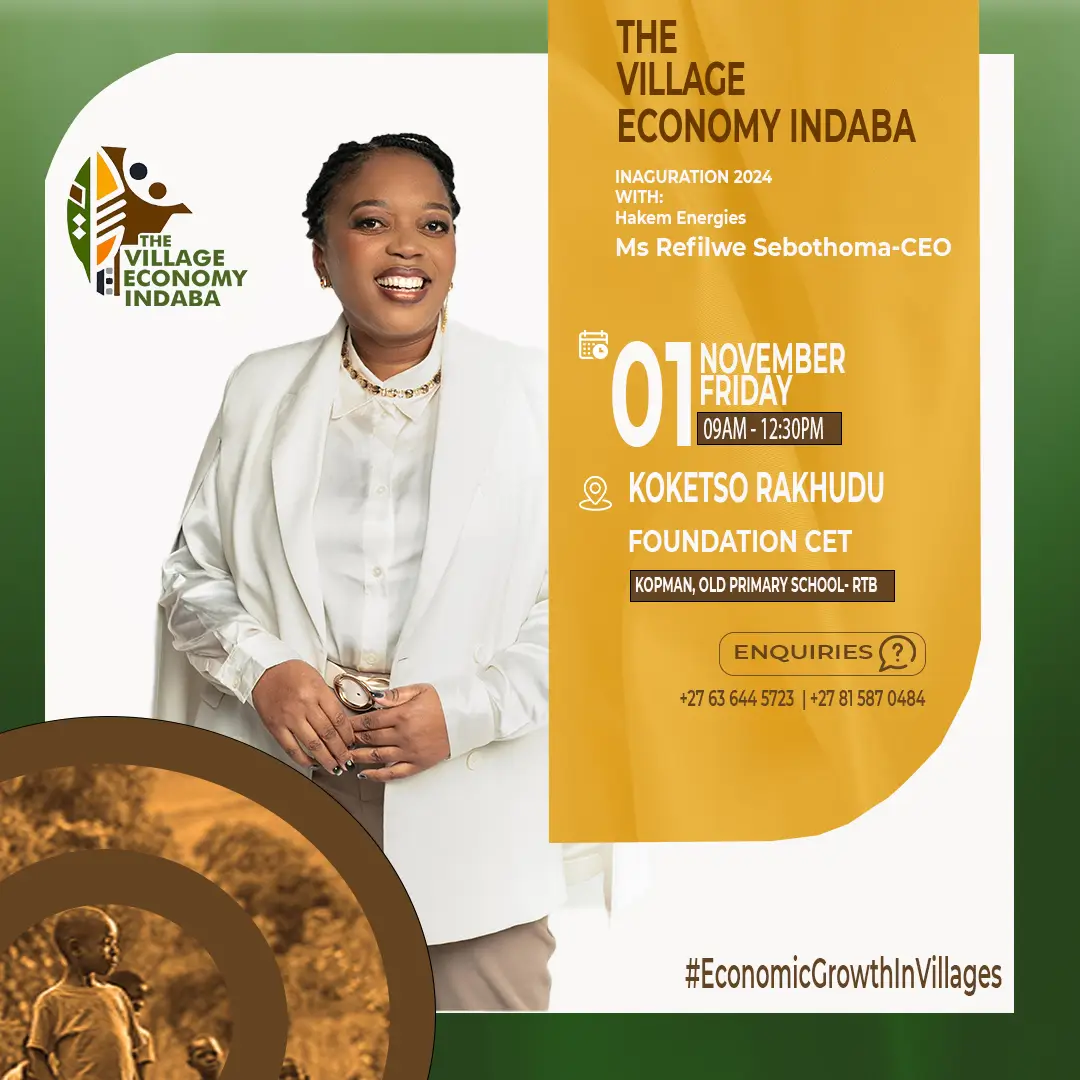 THE
VILLAGE
ECONOMY INDABA
THE
VILLAGE
ECONOMY
INDABA
INAGURATION 2024
WITH:
Hakem Energies
Ms Refilwe Sebothoma-CEO
01
NOVEMBER
FRIDAY
09AM - 12:30PM
KOKETSO RAKHUDU
FOUNDATION CET
KOPMAN, OLD PRIMARY SCHOOL- RTB
ENQUIRIES ?
+27 63 644 5723 | +27 81 587 0484
#EconomicGrowthInVillages